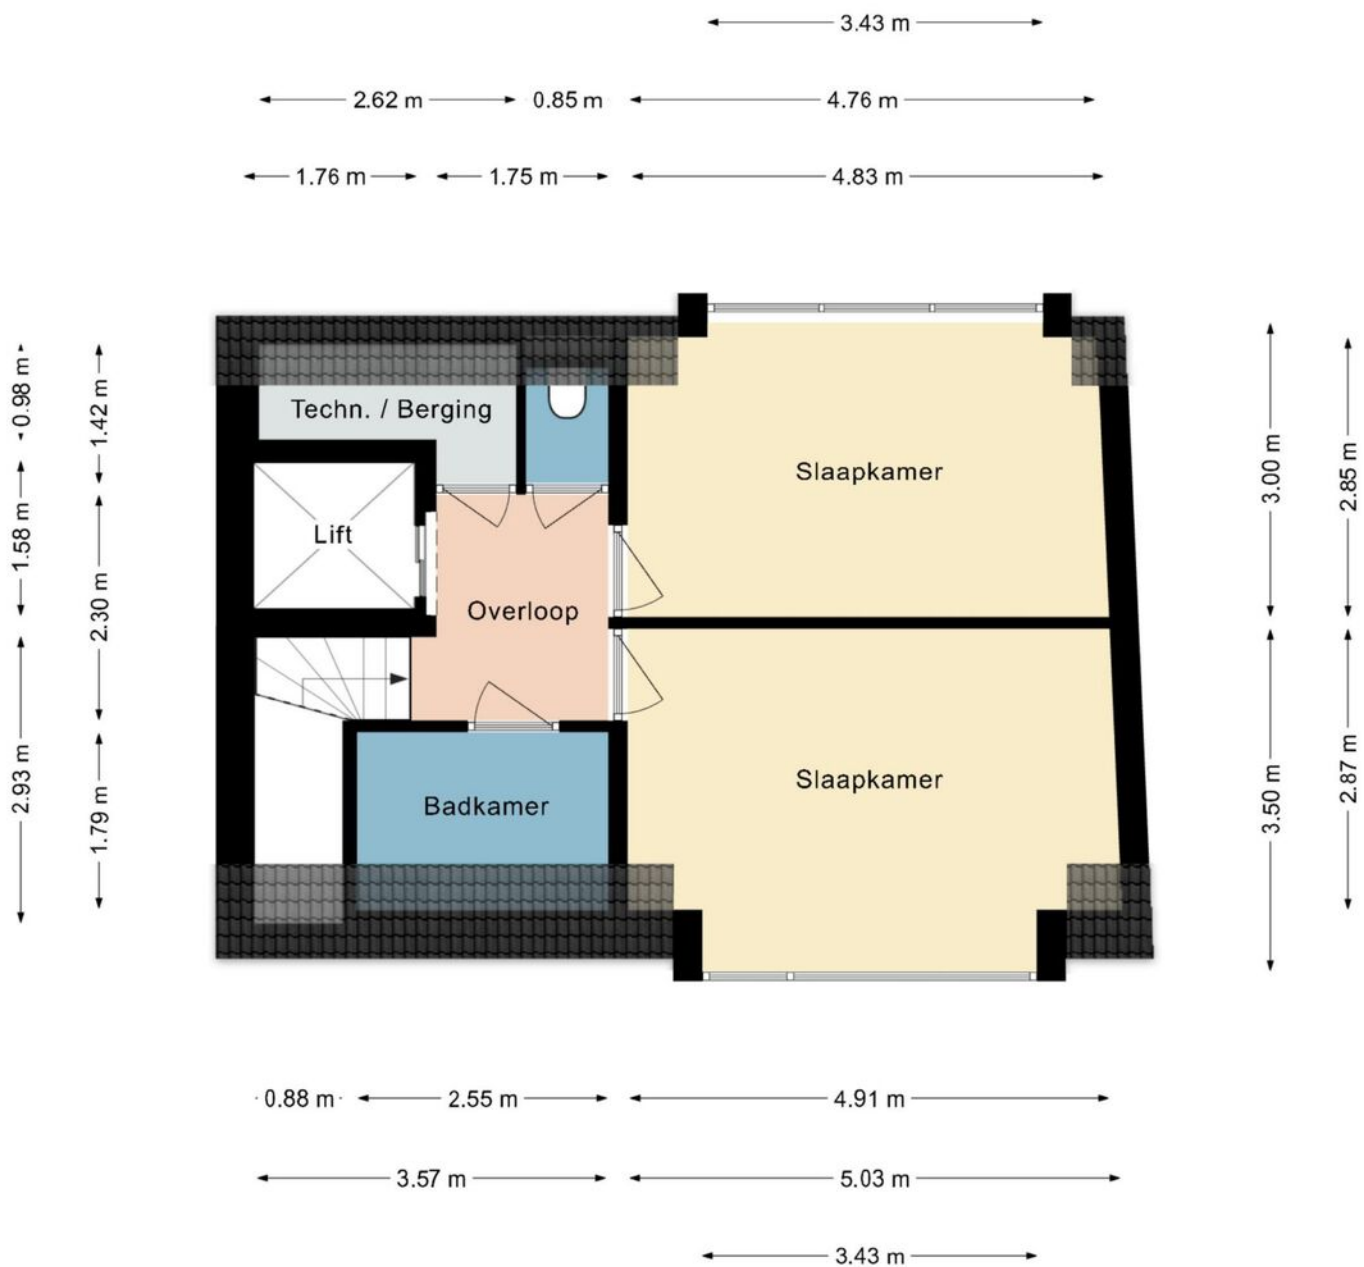 3.43 m
2.62 m
0.85 m
4.76 m
1.76 m
1.75 m
4.83 m
0.98 m
1.42 m
1.58 m
2.30 m
2.93 m
1.79 m
Techn. / Berging
Slaapkamer
Lift
Overloop
Slaapkamer
Badkamer
3.00 m
2.85 m
3.50 m
2.87 m
0.88 m
2.55 m
4.91 m
3.57 m
5.03 m
3.43 m